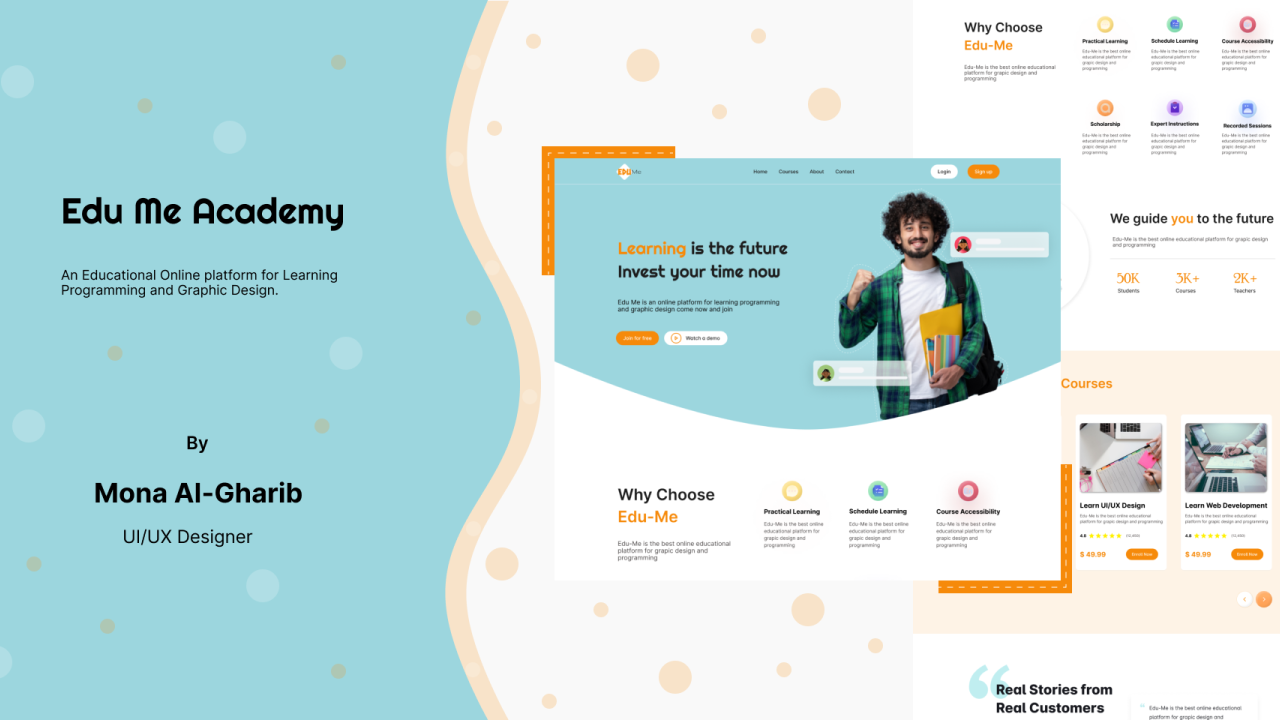 Edu Me Academy
An Educational Online platform for Learning
Programming and Graphic Design.
By
Mona Al-Gharib
UI/UX Designer
EDU Me
Home
Courses
About
Contact
Login
Sign up
Learning is the future
Invest your time now
Edu Me is an online platform for learning programming
and graphic design come now and join
Join for free
Watch a demo
Why Choose
Edu-Me
Edu-Me is the best online educational
platform for grapic design and
programming
Practical Learning
Edu-Me is the best online
educational platform for
grapic design and
programming
Schedule Learning
Edu-Me is the best online
educational platform for
grapic design and
programming
Course Accessibility
Edu-Me is the best online
educational platform for
grapic design and
programming
Why Choose
Edu-Me
Edu-Me is the best online educational
platform for grapic design and
programming
Practical Learning
Edu-Me is the best online
educational platform for
grapic design and
programming
Schedule Learning
Edu-Me is the best online
educational platform for
grapic design and
programming
Course Accessibility
Edu-Me is the best online
educational platform for
grapic design and
programming
Scholarship
Edu-Me is the best online
educational platform for
grapic design and
programming
Expert Instructions
Edu-Me is the best online
educational platform for
grapic design and
programming
Recorded Sessions
Edu-Me is the best online
educational platform for
grapic design and
programming
We guide you to the future
Edu-Me is the best online educational platform for grapic design
and programming
50K
Students
3K+
Courses
2K+
Teachers
Courses
Learn UI/UX Design
Edu-Me is the best online educational
platform for grapic design and programming
4.8
$ 49.99
Enroll Now
Learn Web Development
Edu-Me is the best online educational
platform for grapic design and programming
4.8
$ 49.99
Enroll Now
Real Stories from
Real Customers
Edu-Me is the best online educational
platform for grapic design and